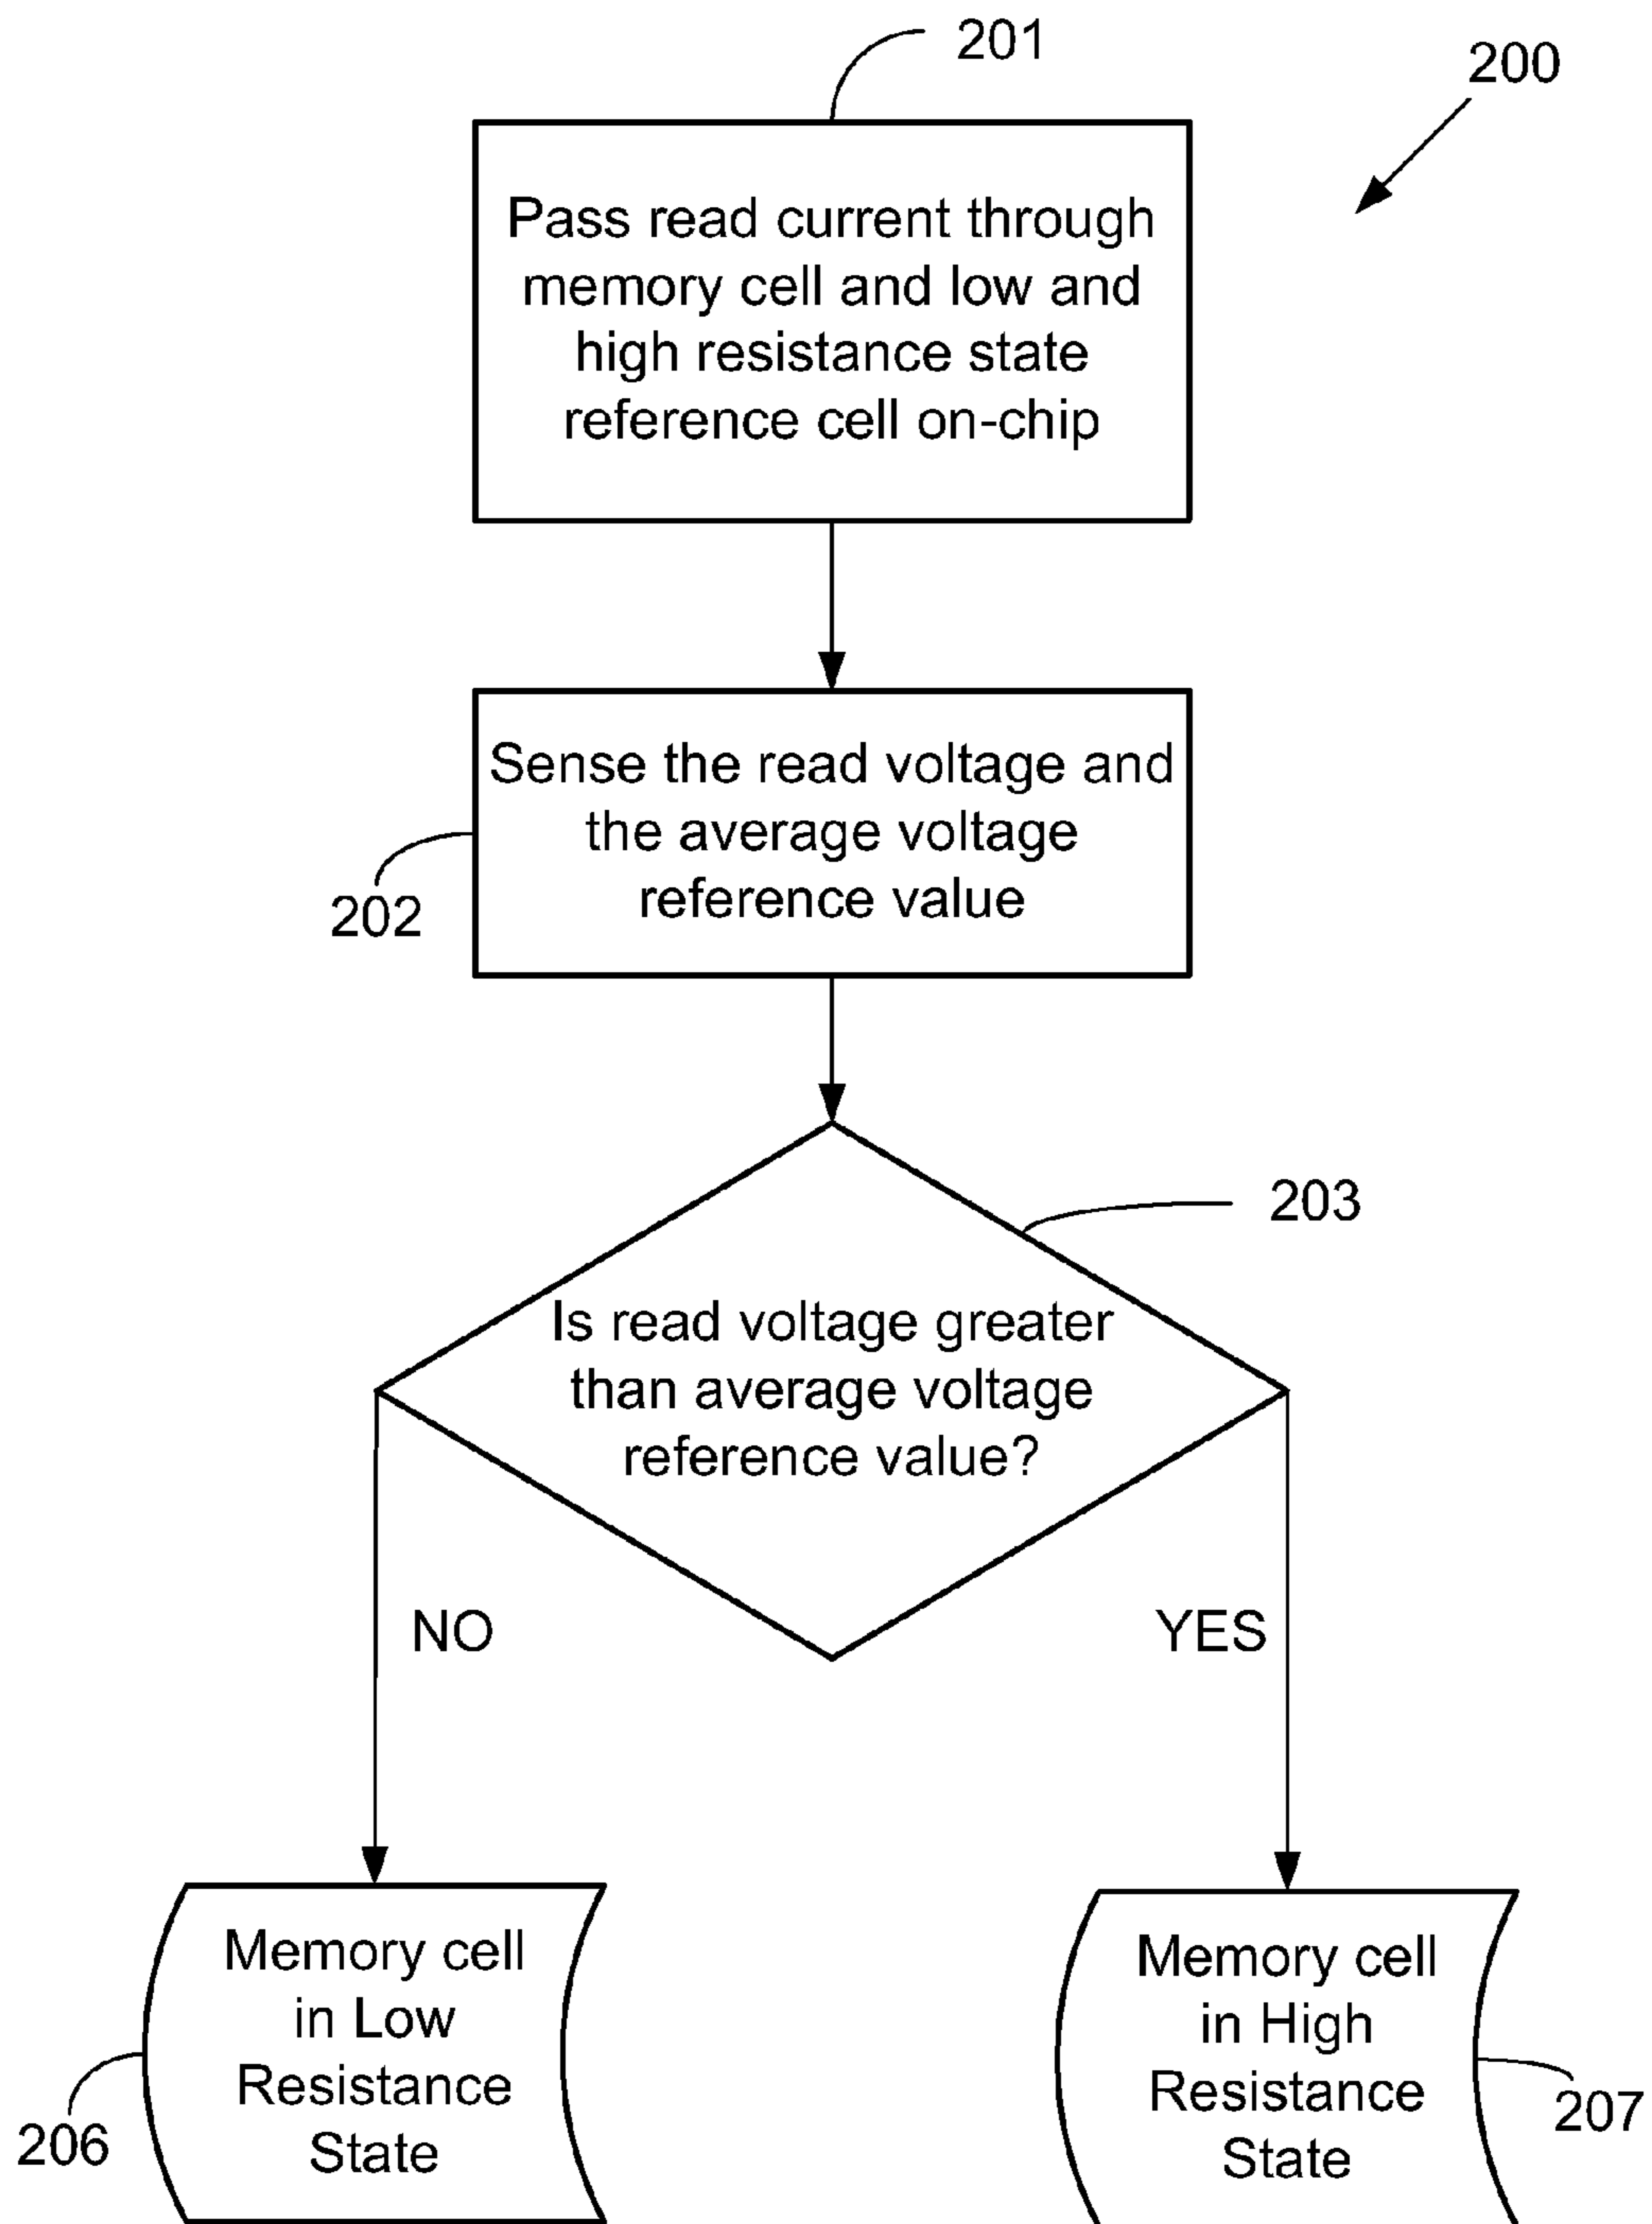 201
200
Pass read current through
memory cell and low and
high resistance state
reference cell on-chip
Sense the read voltage and
the average voltage
reference value
202
203
Is read voltage greater
than average voltage
reference value?
NO
YES
Memory cell
in Low
Resistance
State
206
Memory cell
in High
Resistance
State
207